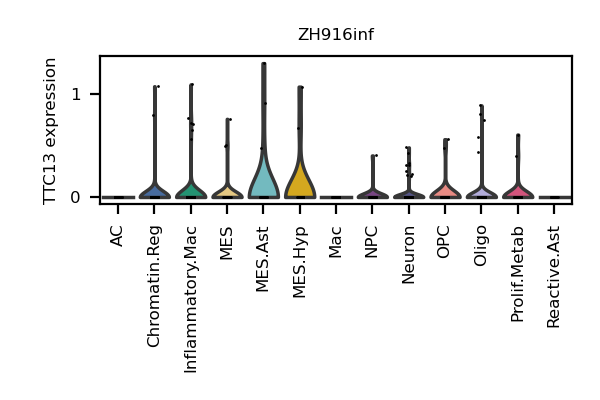 ZH916inf
TTC13 expression
1
0
AC
Chromatin.Reg
Inflammatory.Mac
MES
MES.Ast
MES.Hyp
Mac
NPC
Neuron
OPC
Oligo
Prolif.Metab
Reactive.Ast